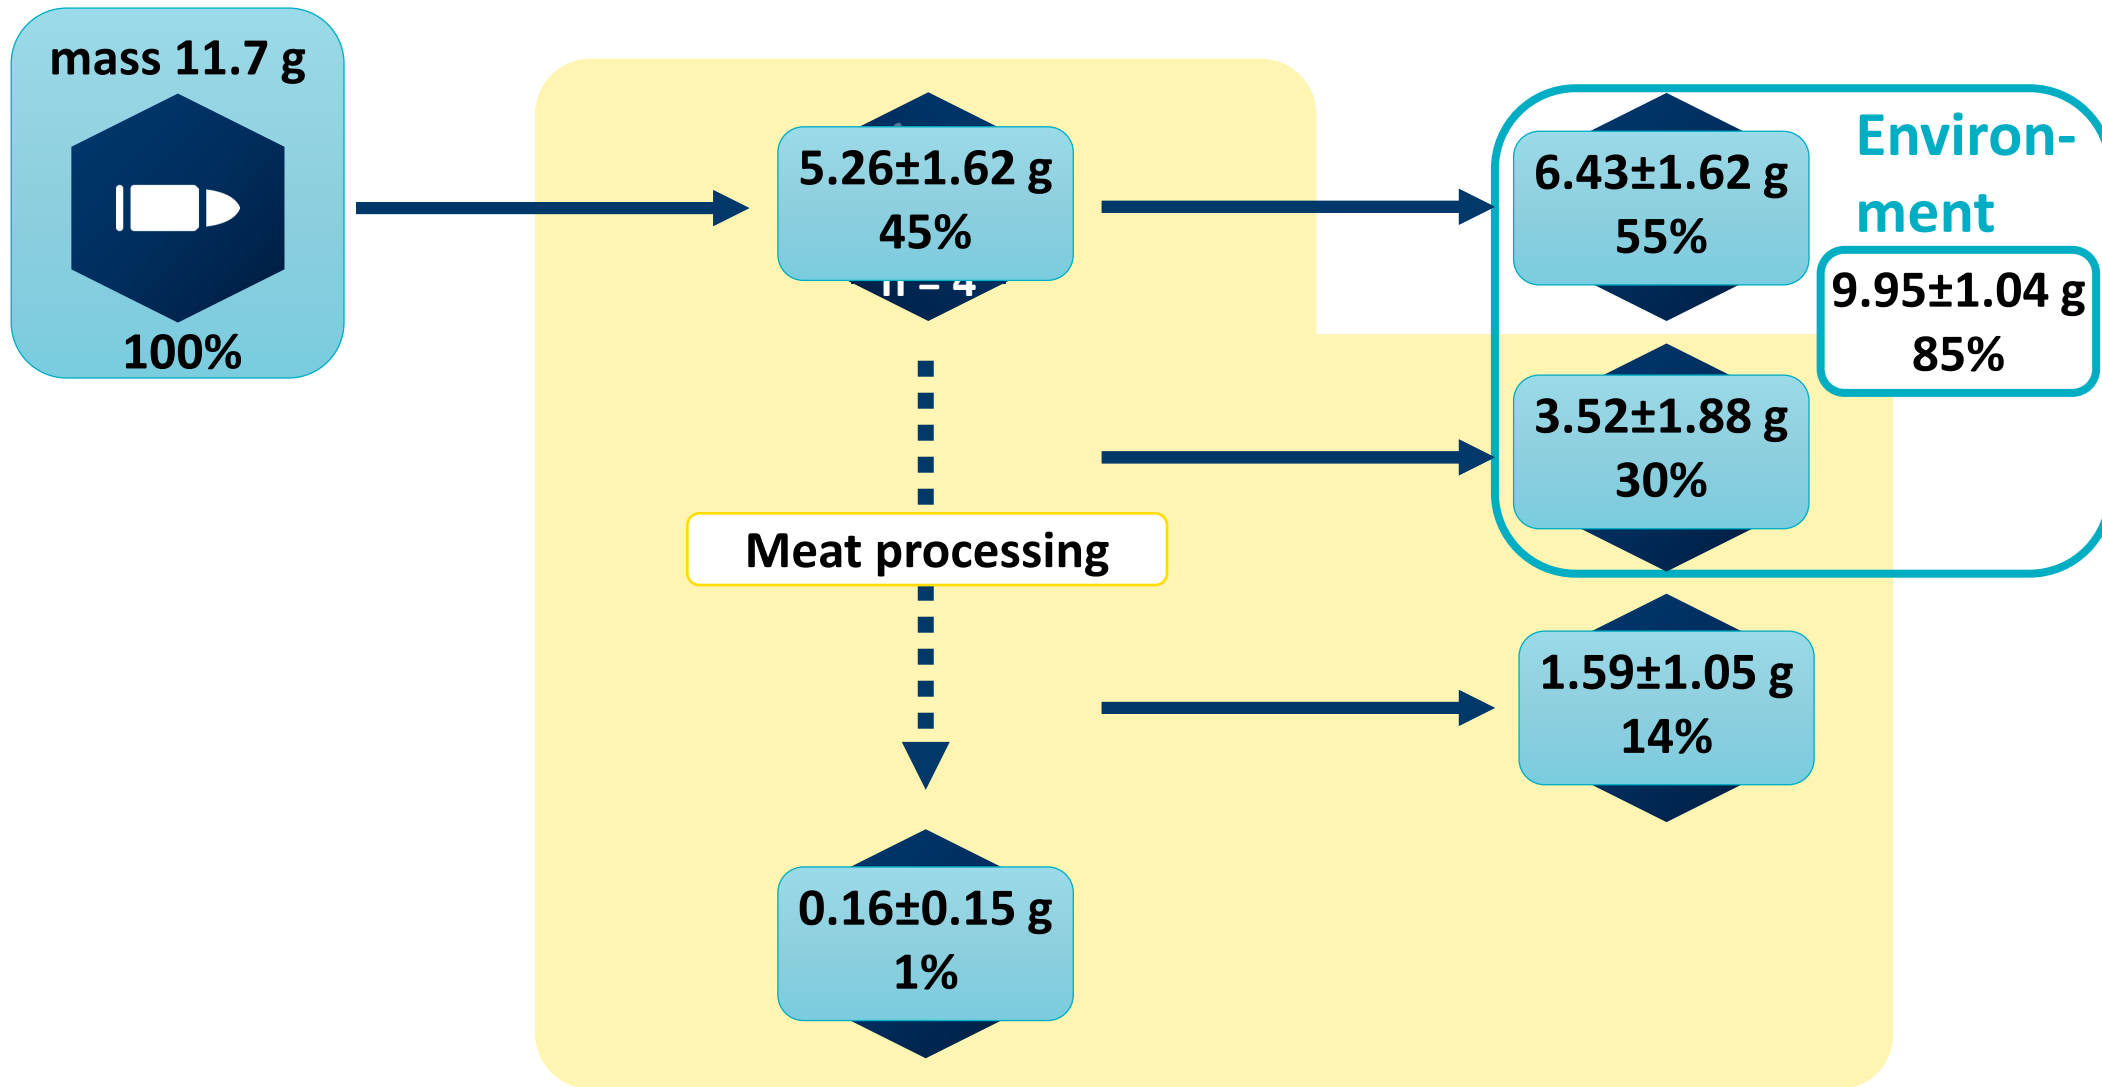 mass 11.7 g
100%
5.26±1.62 g
45%
n = 4
6.43±1.62 g
55%
Environ-
ment
9.95±1.04 g
85%
3.52±1.88 g
30%
Meat processing
1.59±1.05 g
14%
0.16±0.15 g
1%